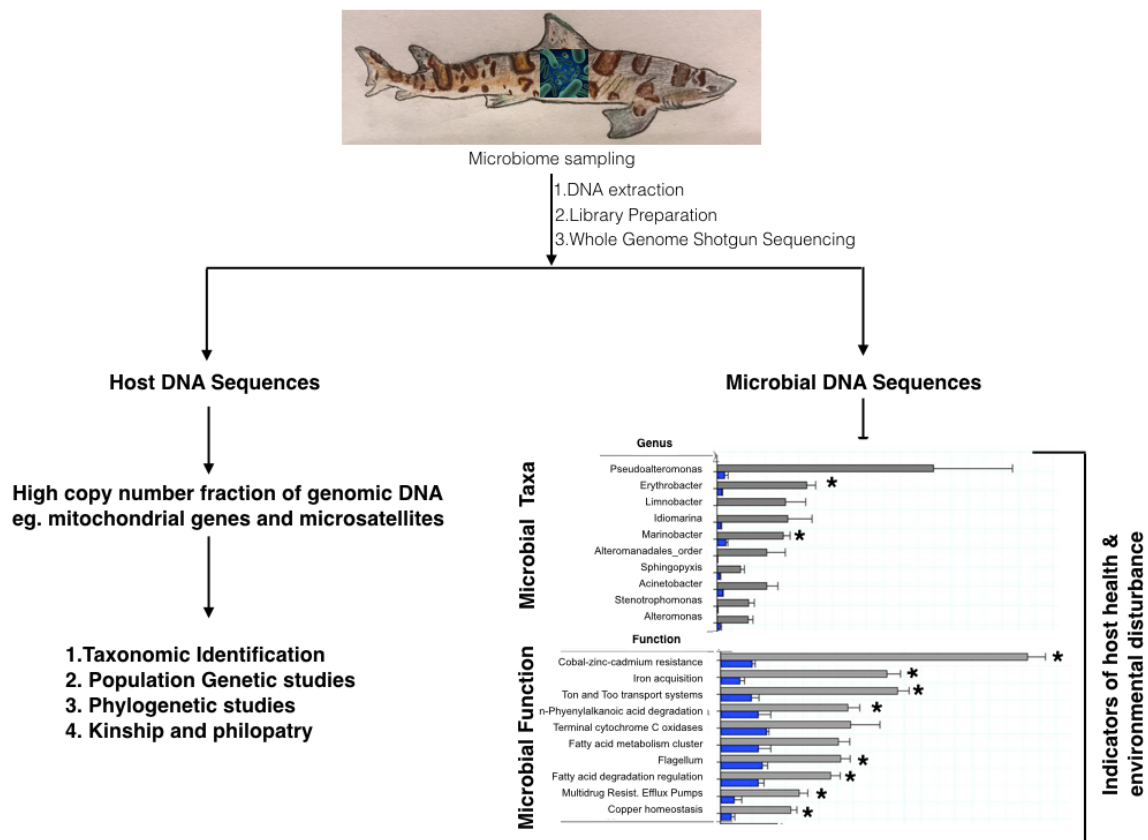 Microbiome sampling
1.DNA extraction
2.Library Preparation
3.Whole Genome Shotgun Sequencing
Host DNA Sequences
High copy number fraction of genomic DNA
eg. mitochondrial genes and microsatellites
1.Taxonomic Identification
2. Population Genetic studies
3. Phylogenetic studies
4. Kinship and philopatry
Microbial DNA Sequences
Microbial Taxa
Genus
Pseudoalteromonas
Erythrobacter *
Limnobacter
Idiomarina
Marinobacter *
Alteromanadales_order
Sphingopyxis
Acinetobacter
Stenotrophomonas
Alteromonas
Microbial Function
Function
Cobal-zinc-cadmium resistance *
Iron acquisition *
Ton and Too transport systems *
n-Phyenylalkanoic acid degradation *
Terminal cytochrome C oxidases
Fatty acid metabolism cluster
Flagellum *
Fatty acid degradation regulation *
Multidrug Resist. Efflux Pumps *
Copper homeostasis *
Indicators of host health &
environmental disturbance